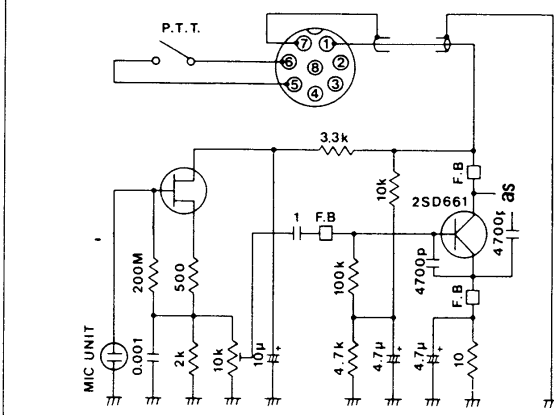 P.T.T.
7 1
6 8 2
5 4 3
3.3k
F.B
10k
2SD661
as
1 F.B
4700p
4700p
200M
500
100k
F.B
MIC UNIT
0.001
2k
10k
10μ +
4.7k
4.7μ +
4.7μ +
10